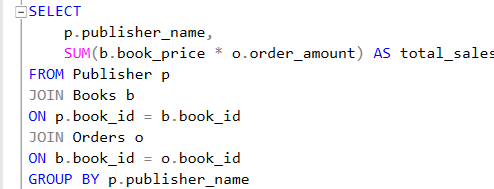 SELECT
p.publisher_name,
SUM(b.book_price * o.order_amount) AS total_sales
FROM Publisher p
JOIN Books b
ON p.book_id = b.book_id
JOIN Orders o
ON b.book_id = o.book_id
GROUP BY p.publisher_name